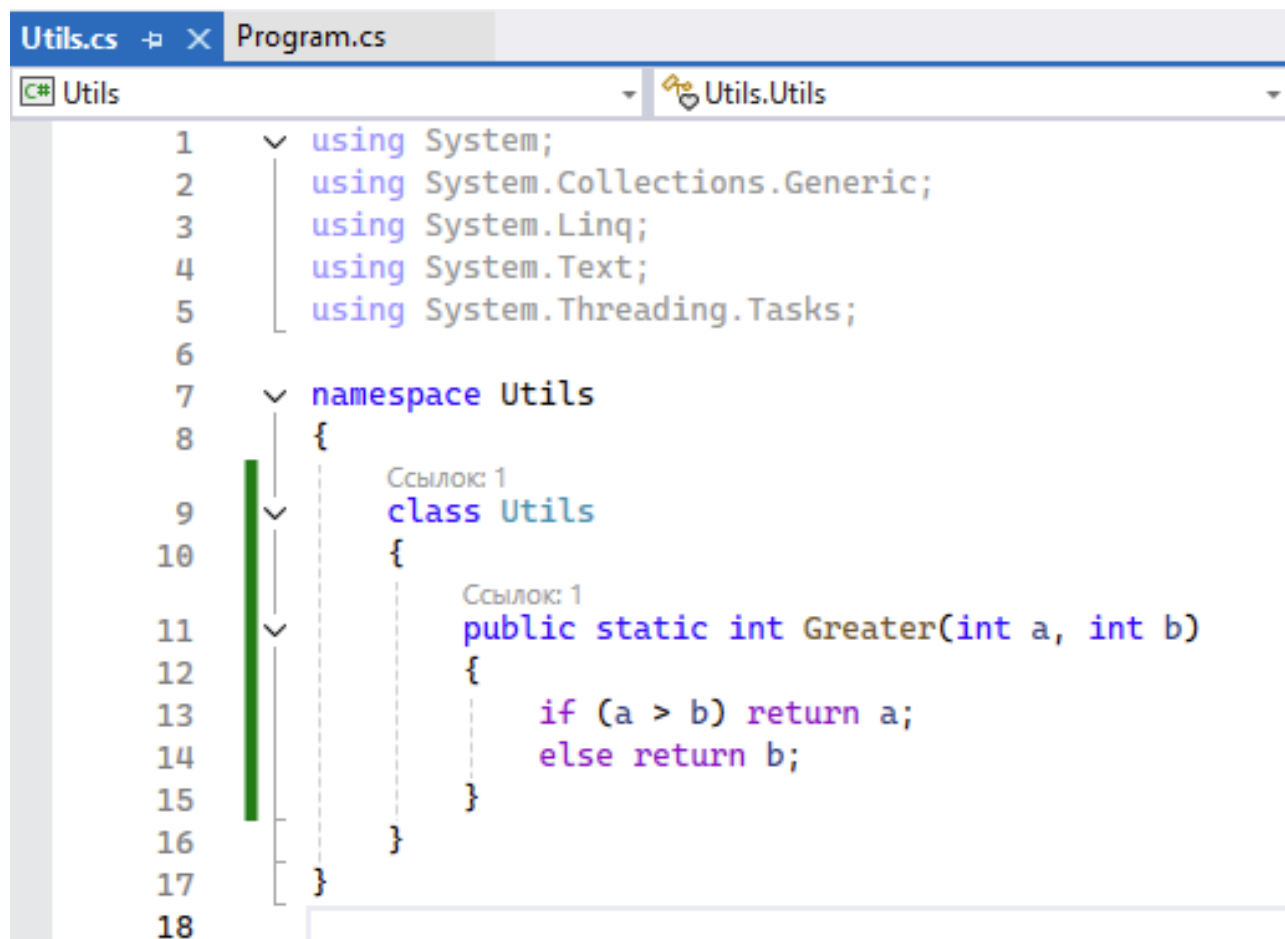 Utils.cs Program.cs
C# Utils Utils.Utils
1 using System;
2 using System.Collections.Generic;
3 using System.Linq;
4 using System.Text;
5 using System.Threading.Tasks;
6
7 namespace Utils
8 {
Ссылок: 1
9 class Utils
10 {
Ссылок: 1
11 public static int Greater(int a, int b)
12 {
13 if (a > b) return a;
14 else return b;
15 }
16 }
17 }
18